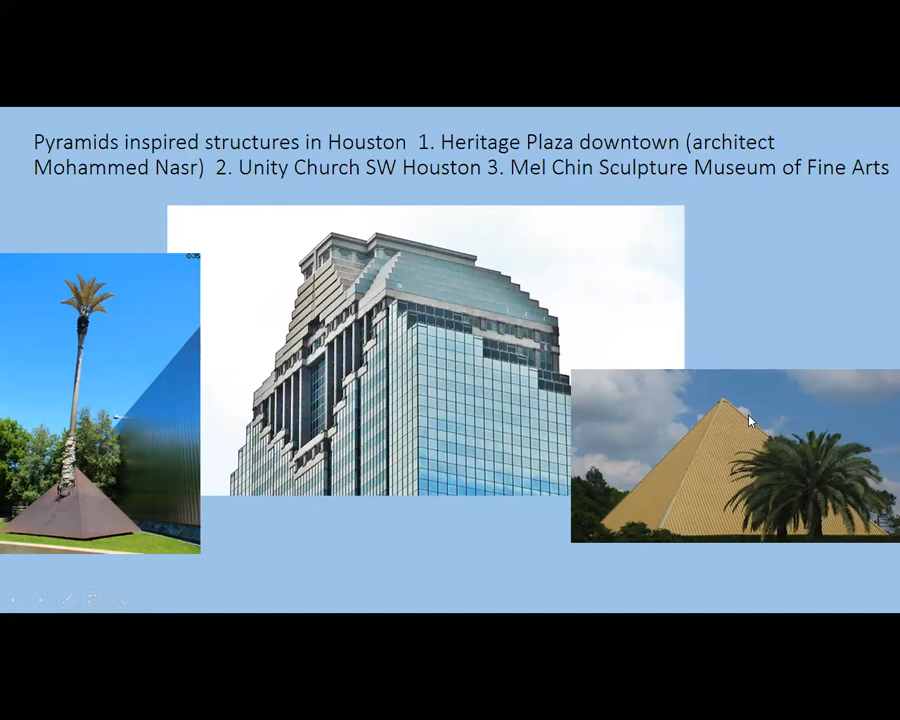 Pyramids inspired structures in Houston 1. Heritage Plaza downtown (architect
Mohammed Nasr) 2. Unity Church SW Houston 3. Mel Chin Sculpture Museum of Fine Arts